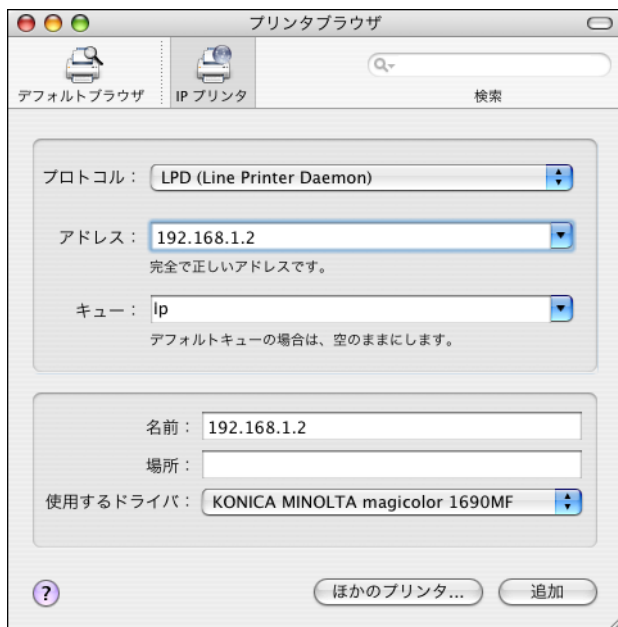 プリンタブラウザ
デフォルトブラウザ
IP プリンタ
検索
プロトコル： LPD (Line Printer Daemon)
アドレス： 192.168.1.2
完全で正しいアドレスです。
キュー： lp
デフォルトキューの場合は、空のままにします。
名前： 192.168.1.2
場所：
使用するドライバ： KONICA MINOLTA magicolor 1690MF
? ほかのプリンタ... 追加